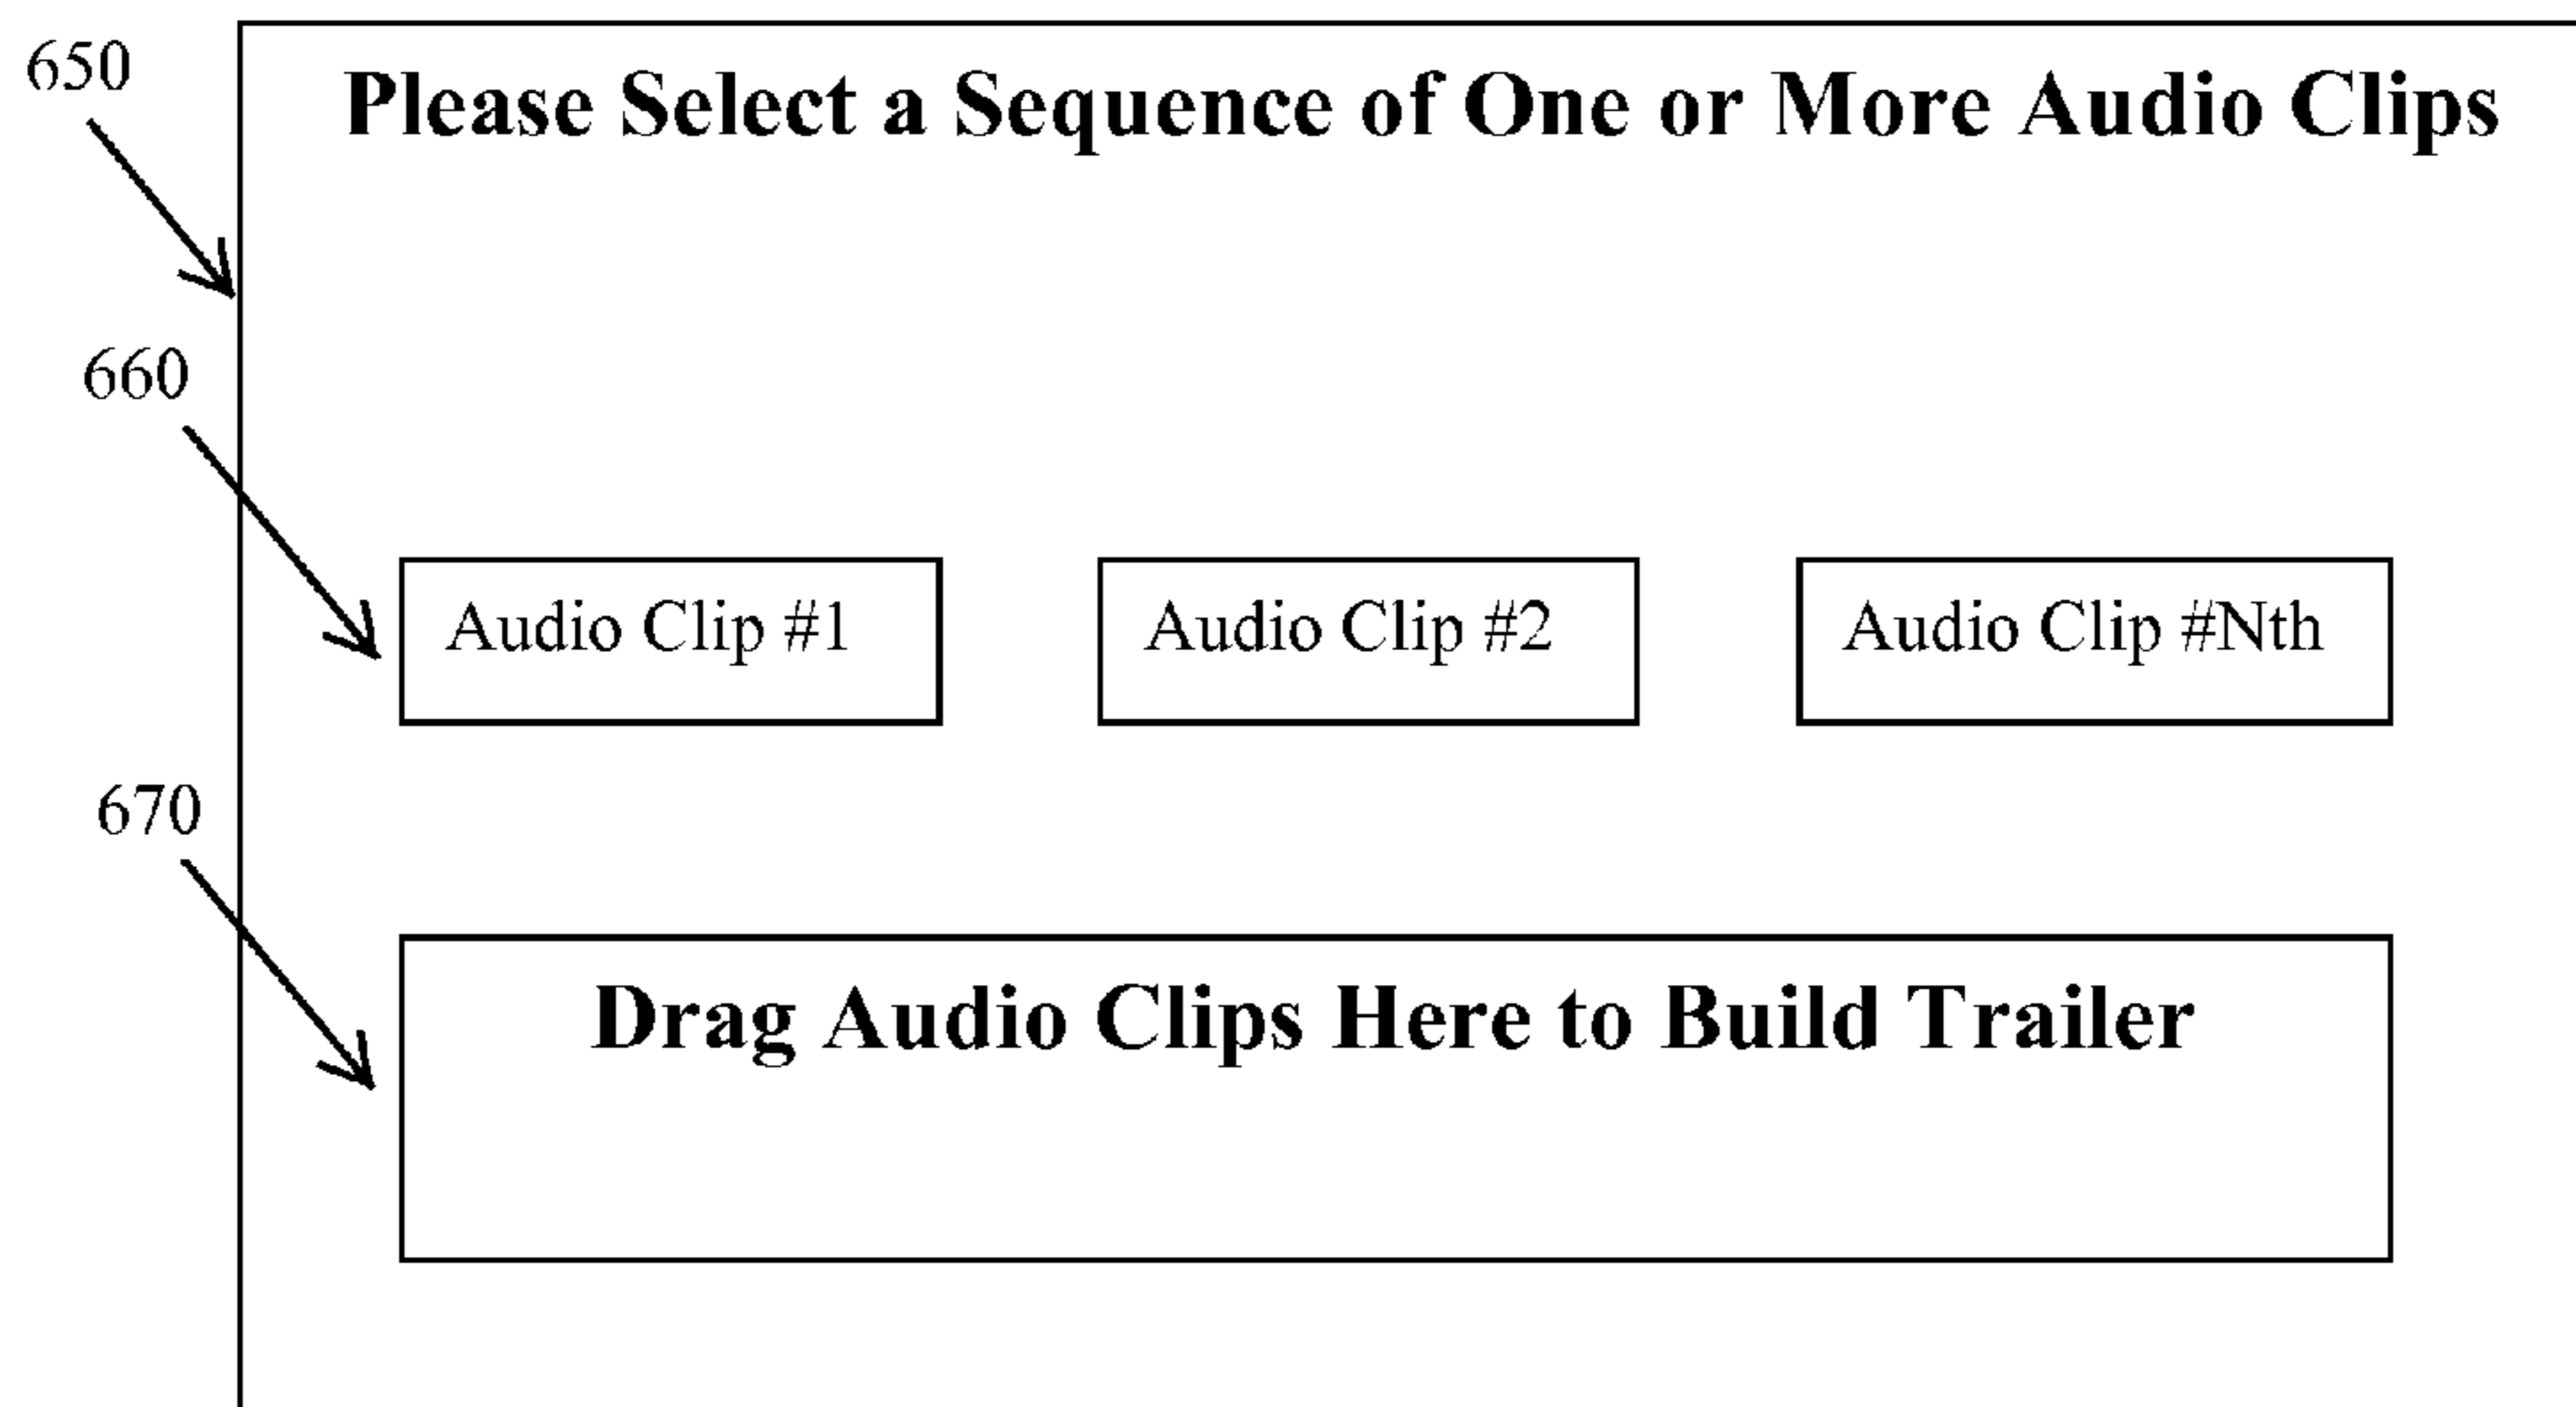 650
Please Select a Sequence of One or More Audio Clips
660
Audio Clip #1
Audio Clip #2
Audio Clip #Nth
670
Drag Audio Clips Here to Build Trailer